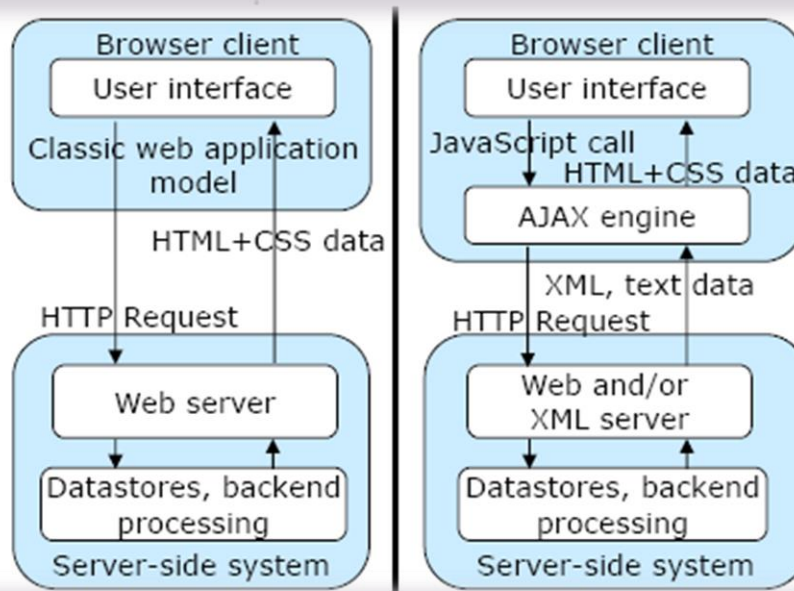 Browser client
User interface
Classic web application
model
HTML+CSS data
HTTP Request
Web server
Datastores, backend
processing
Server-side system
Browser client
User interface
JavaScript call
HTML+CSS data
AJAX engine
XML, text data
HTTP Request
Web and/or
XML server
Datastores, backend
processing
Server-side system